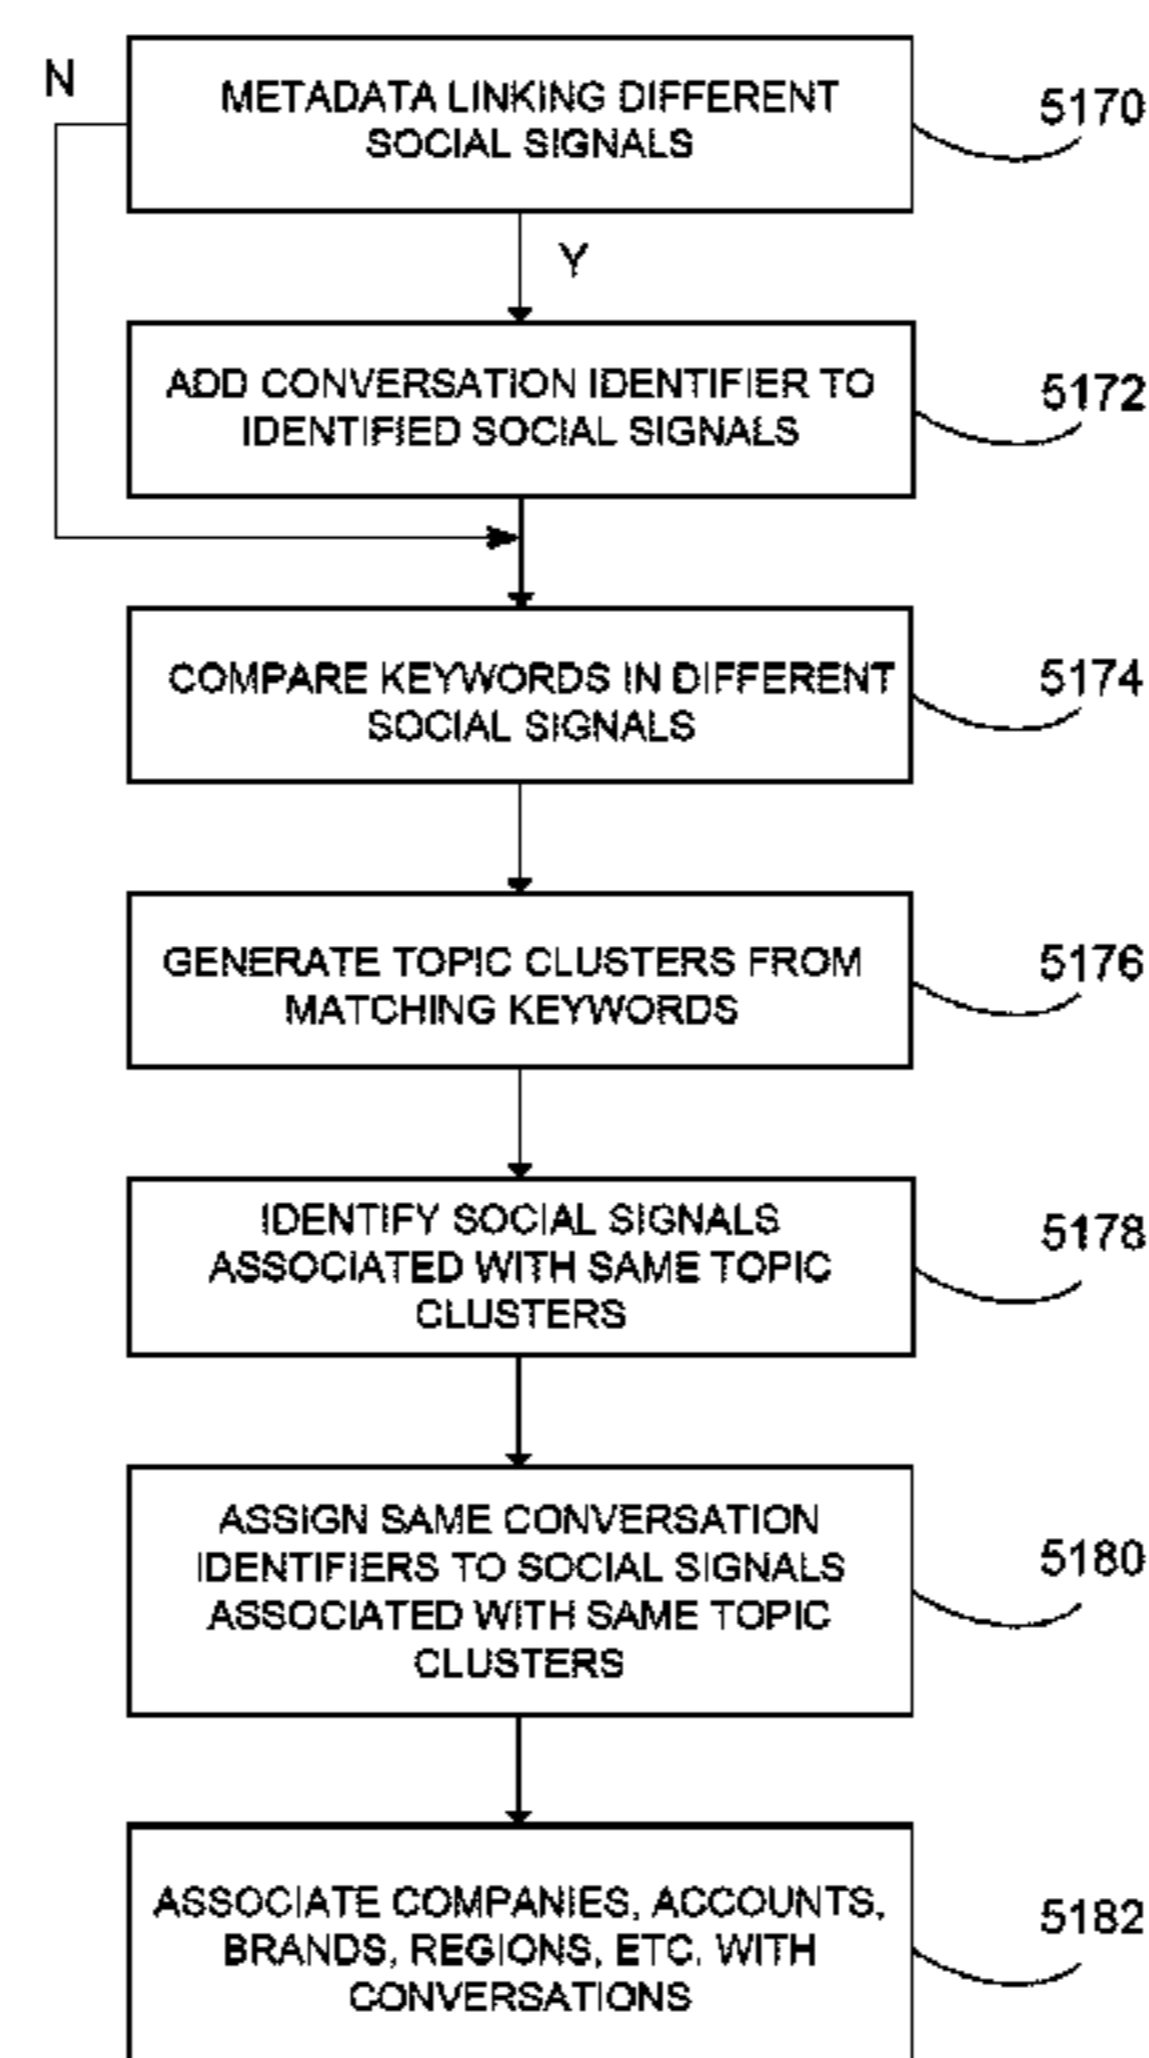 N
METADATA LINKING DIFFERENT
SOCIAL SIGNALS
5170
Y
ADD CONVERSATION IDENTIFIER TO
IDENTIFIED SOCIAL SIGNALS
5172
COMPARE KEYWORDS IN DIFFERENT
SOCIAL SIGNALS
5174
GENERATE TOPIC CLUSTERS FROM
MATCHING KEYWORDS
5176
IDENTIFY SOCIAL SIGNALS
ASSOCIATED WITH SAME TOPIC
CLUSTERS
5178
ASSIGN SAME CONVERSATION
IDENTIFIERS TO SOCIAL SIGNALS
ASSOCIATED WITH SAME TOPIC
CLUSTERS
5180
ASSOCIATE COMPANIES, ACCOUNTS,
BRANDS, REGIONS, ETC. WITH
CONVERSATIONS
5182